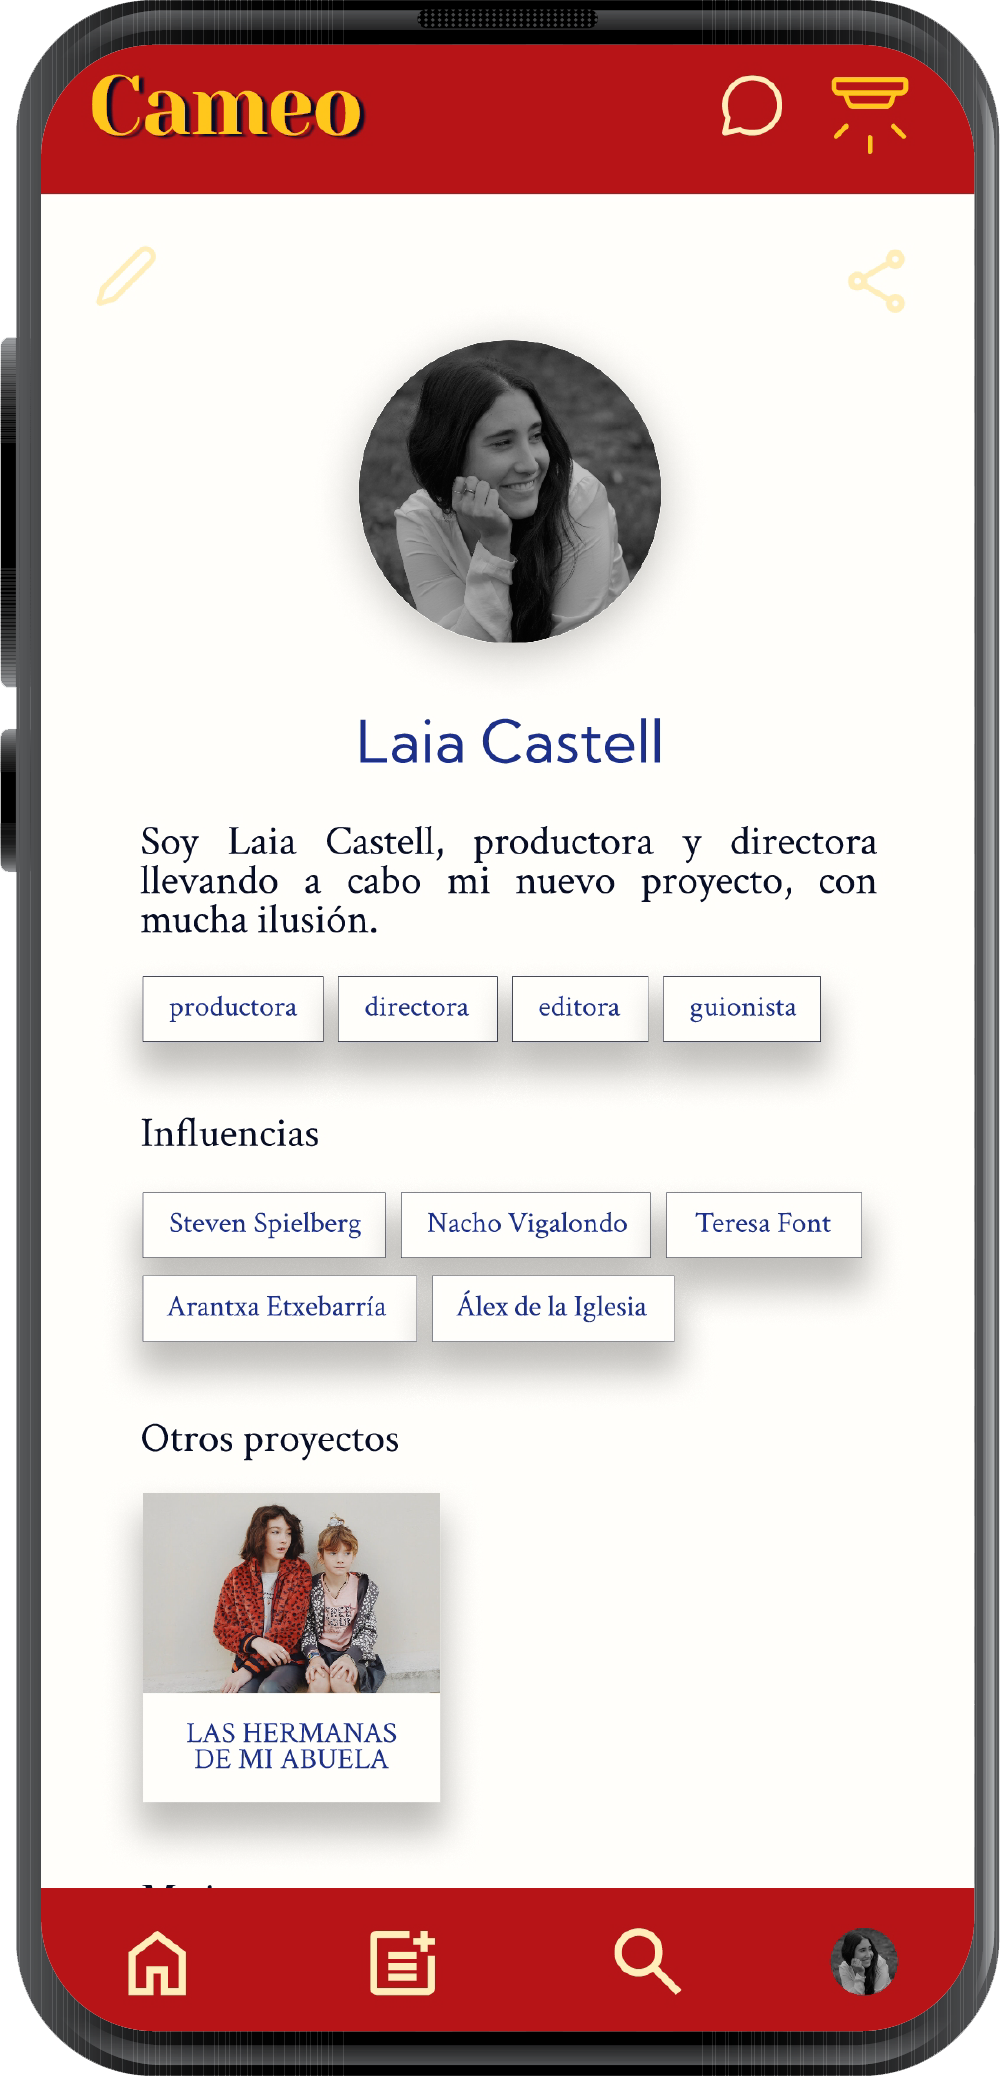 Cameo
Laia Castell
Soy Laia Castell, productora y directora
llevando a cabo mi nuevo proyecto, con
mucha ilusión.
productora directora editora guionista
Influencias
Steven Spielberg Nacho Vigalondo Teresa Font
Arantxa Etxebarría Álex de la Iglesia
Otros proyectos
LAS HERMANAS
DE MI ABUELA